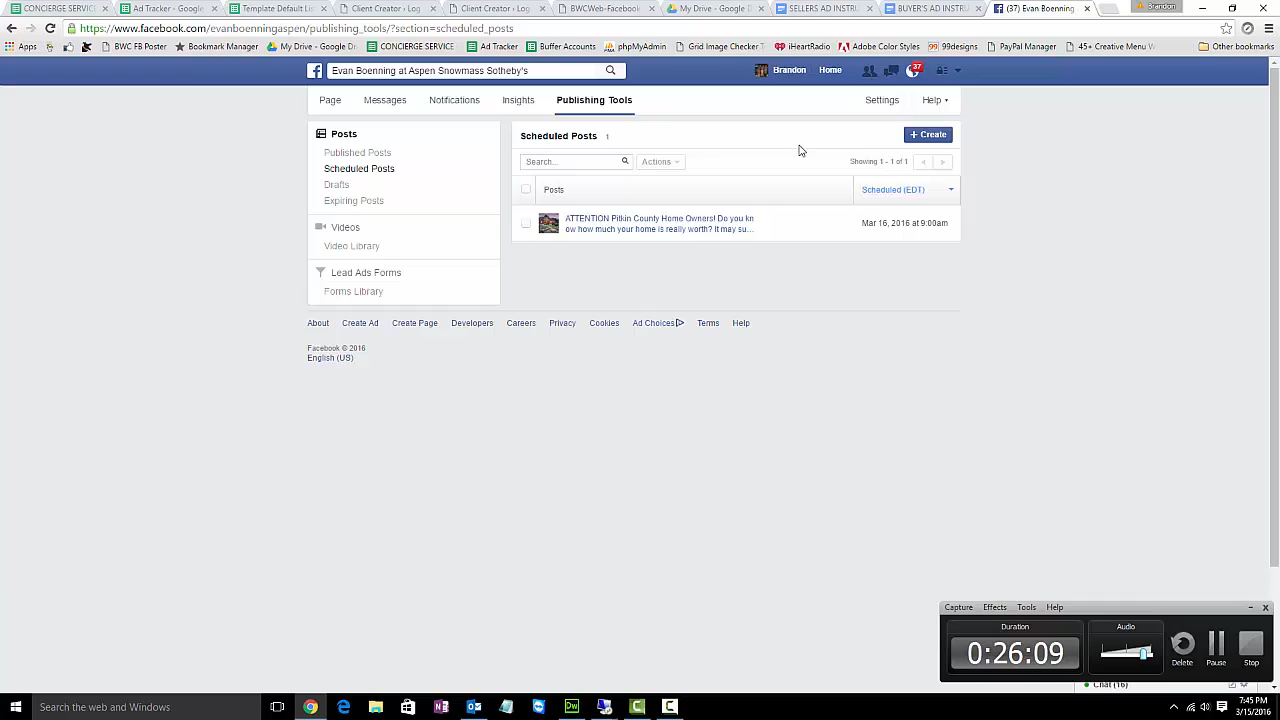 CONCIERGE SERVICE
Ad Tracker - Google
Template Default List
Client Creator › Log
Client Creator › Log
BWCWeb-Facebook
My Drive - Google D
SELLERS AD INSTRU
BUYER'S AD INSTRU
(37) Evan Boenning
Brandon
https://www.facebook.com/evanboenningaspen/publishing_tools/?section=scheduled_posts
Apps
BWC FB Poster
Bookmark Manager
My Drive - Google D
CONCIERGE SERVICE
Ad Tracker
Buffer Accounts
phpMyAdmin
Grid Image Checker T
iHeartRadio
Adobe Color Styles
99designs
PayPal Manager
45+ Creative Menu W
Other bookmarks
Evan Boenning at Aspen Snowmass Sotheby's
Brandon
Home
37
Page
Messages
Notifications
Insights
Publishing Tools
Settings
Help
Posts
Published Posts
Scheduled Posts
Drafts
Expiring Posts
Videos
Video Library
Lead Ads Forms
Forms Library
Scheduled Posts 1
+ Create
Search...
Actions
Showing 1 - 1 of 1
Posts
Scheduled (EDT)
ATTENTION Pitkin County Home Owners! Do you kn
ow how much your home is really worth? It may su...
Mar 16, 2016 at 9:00am
About
Create Ad
Create Page
Developers
Careers
Privacy
Cookies
Ad Choices
Terms
Help
Facebook © 2016
English (US)
Capture
Effects
Tools
Help
Duration
Audio
0:26:09
Delete
Pause
Stop
Chat (16)
Search the web and Windows
7:45 PM
3/15/2016